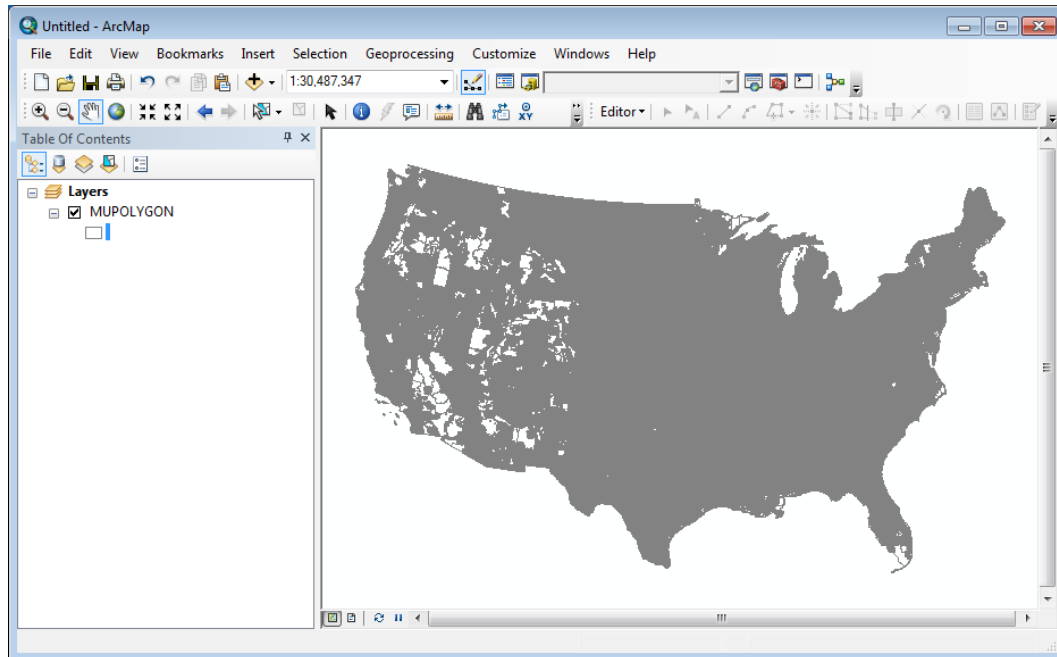 Untitled - ArcMap
File Edit View Bookmarks Insert Selection Geoprocessing Customize Windows Help
1:30,487,347
Editor
Table Of Contents
Layers
MUPOLYGON